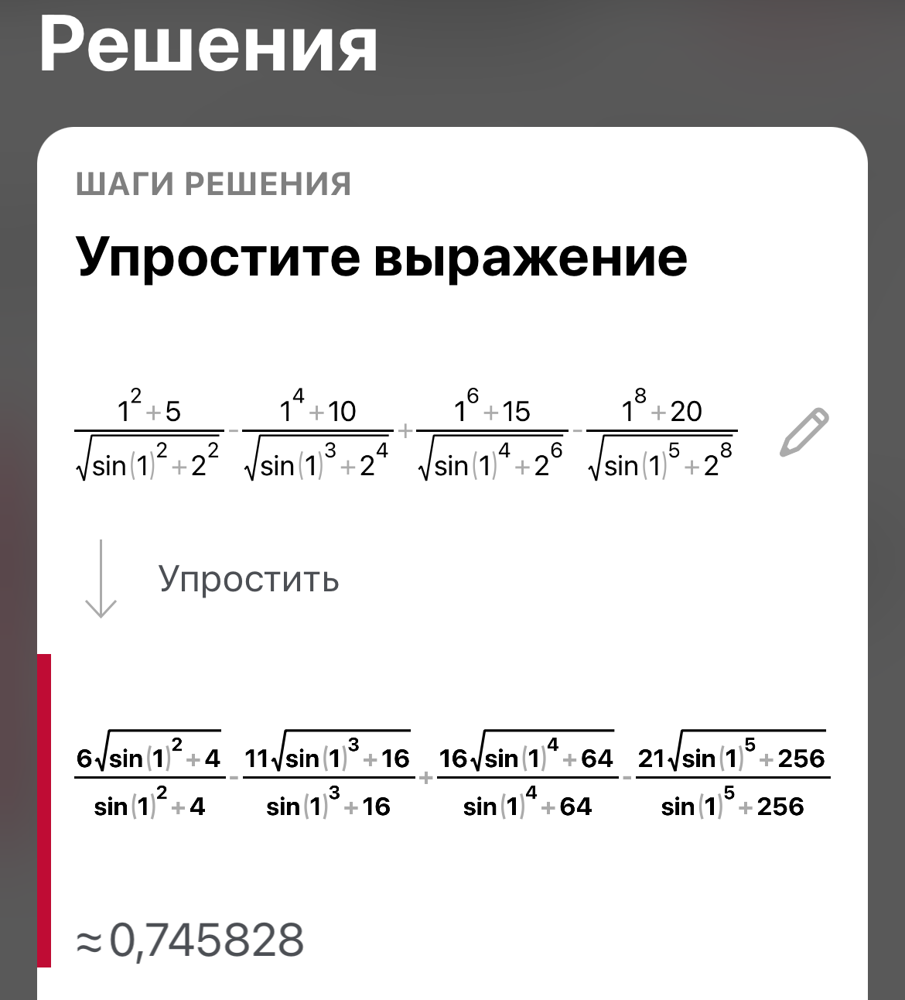 Решения
ШАГИ РЕШЕНИЯ
Упростите выражение
\frac{1^2+5}{\sqrt{sin(1)^2+2^2}} - \frac{1^4+10}{\sqrt{sin(1)^3+2^4}} + \frac{1^6+15}{\sqrt{sin(1)^4+2^6}} - \frac{1^8+20}{\sqrt{sin(1)^5+2^8}}
Упростить
\frac{6\sqrt{sin(1)^2+4}}{sin(1)^2+4} - \frac{11\sqrt{sin(1)^3+16}}{sin(1)^3+16} + \frac{16\sqrt{sin(1)^4+64}}{sin(1)^4+64} - \frac{21\sqrt{sin(1)^5+256}}{sin(1)^5+256}
≈0,745828